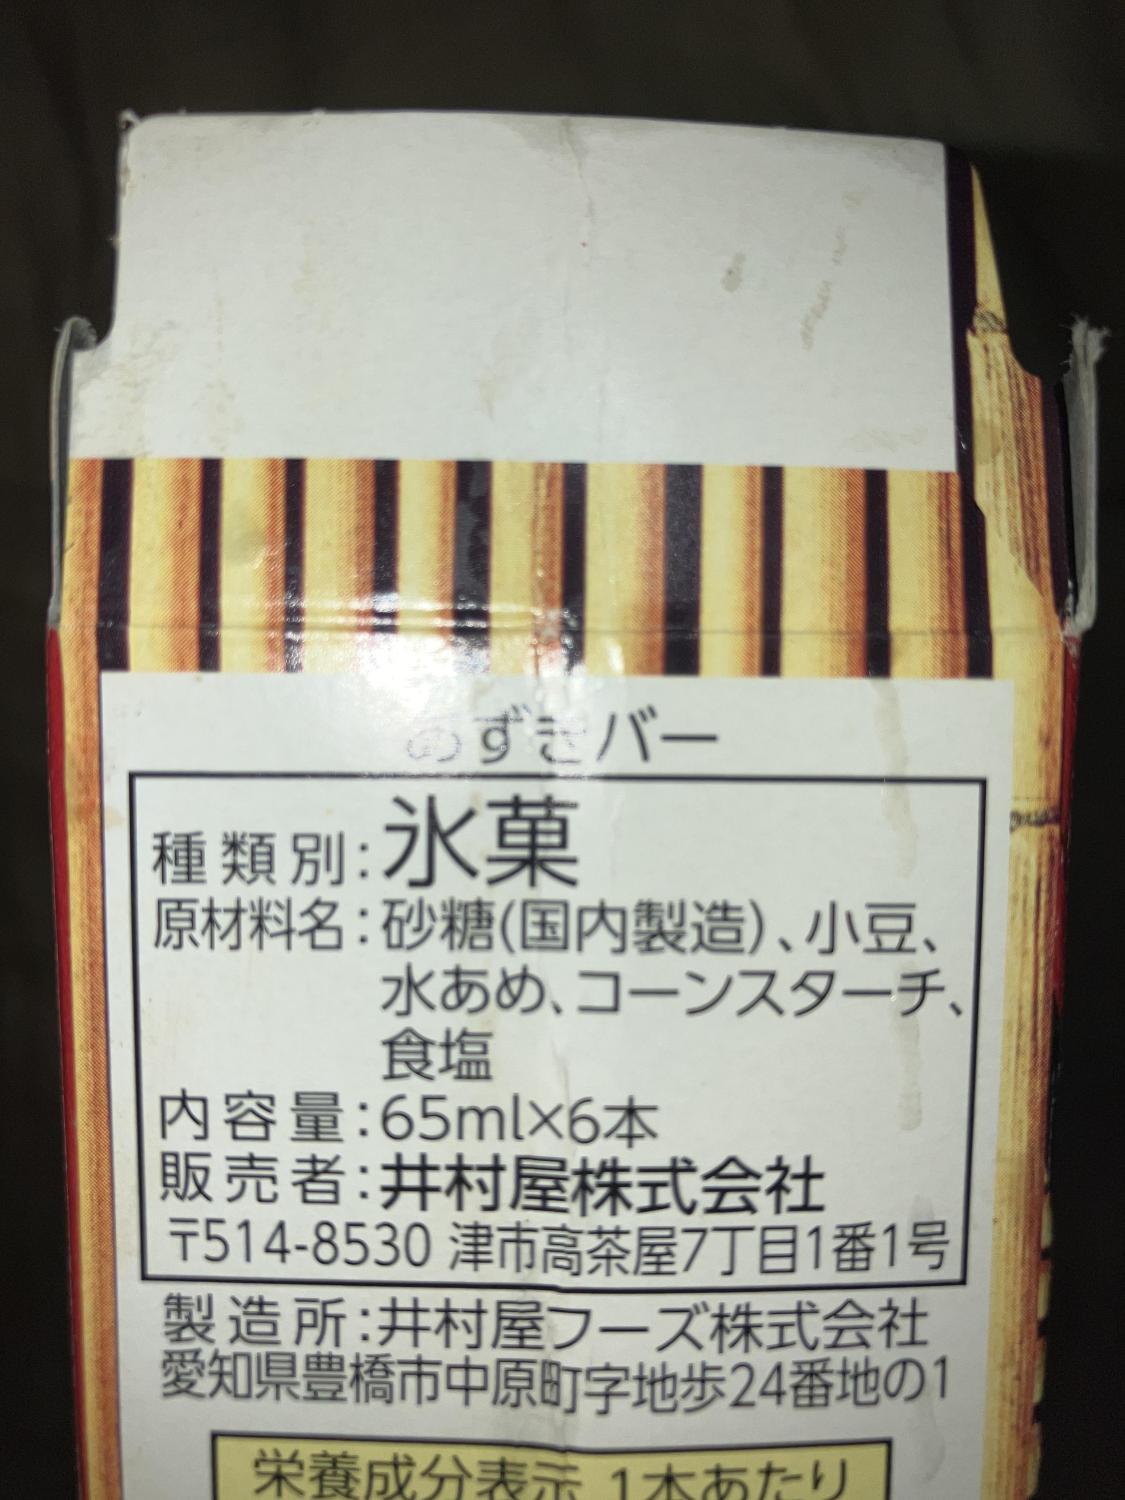 あずきバー
種類別:氷菓
原材料名:砂糖(国内製造)、小豆、
水あめ、コーンスターチ、
食塩
内容量:65ml×6本
販売者:井村屋株式会社
〒514-8530 津市高茶屋7丁目1番1号
製造所:井村屋フーズ株式会社
愛知県豊橋市中原町字地歩24番地の1
栄養成分表示 1本あたり